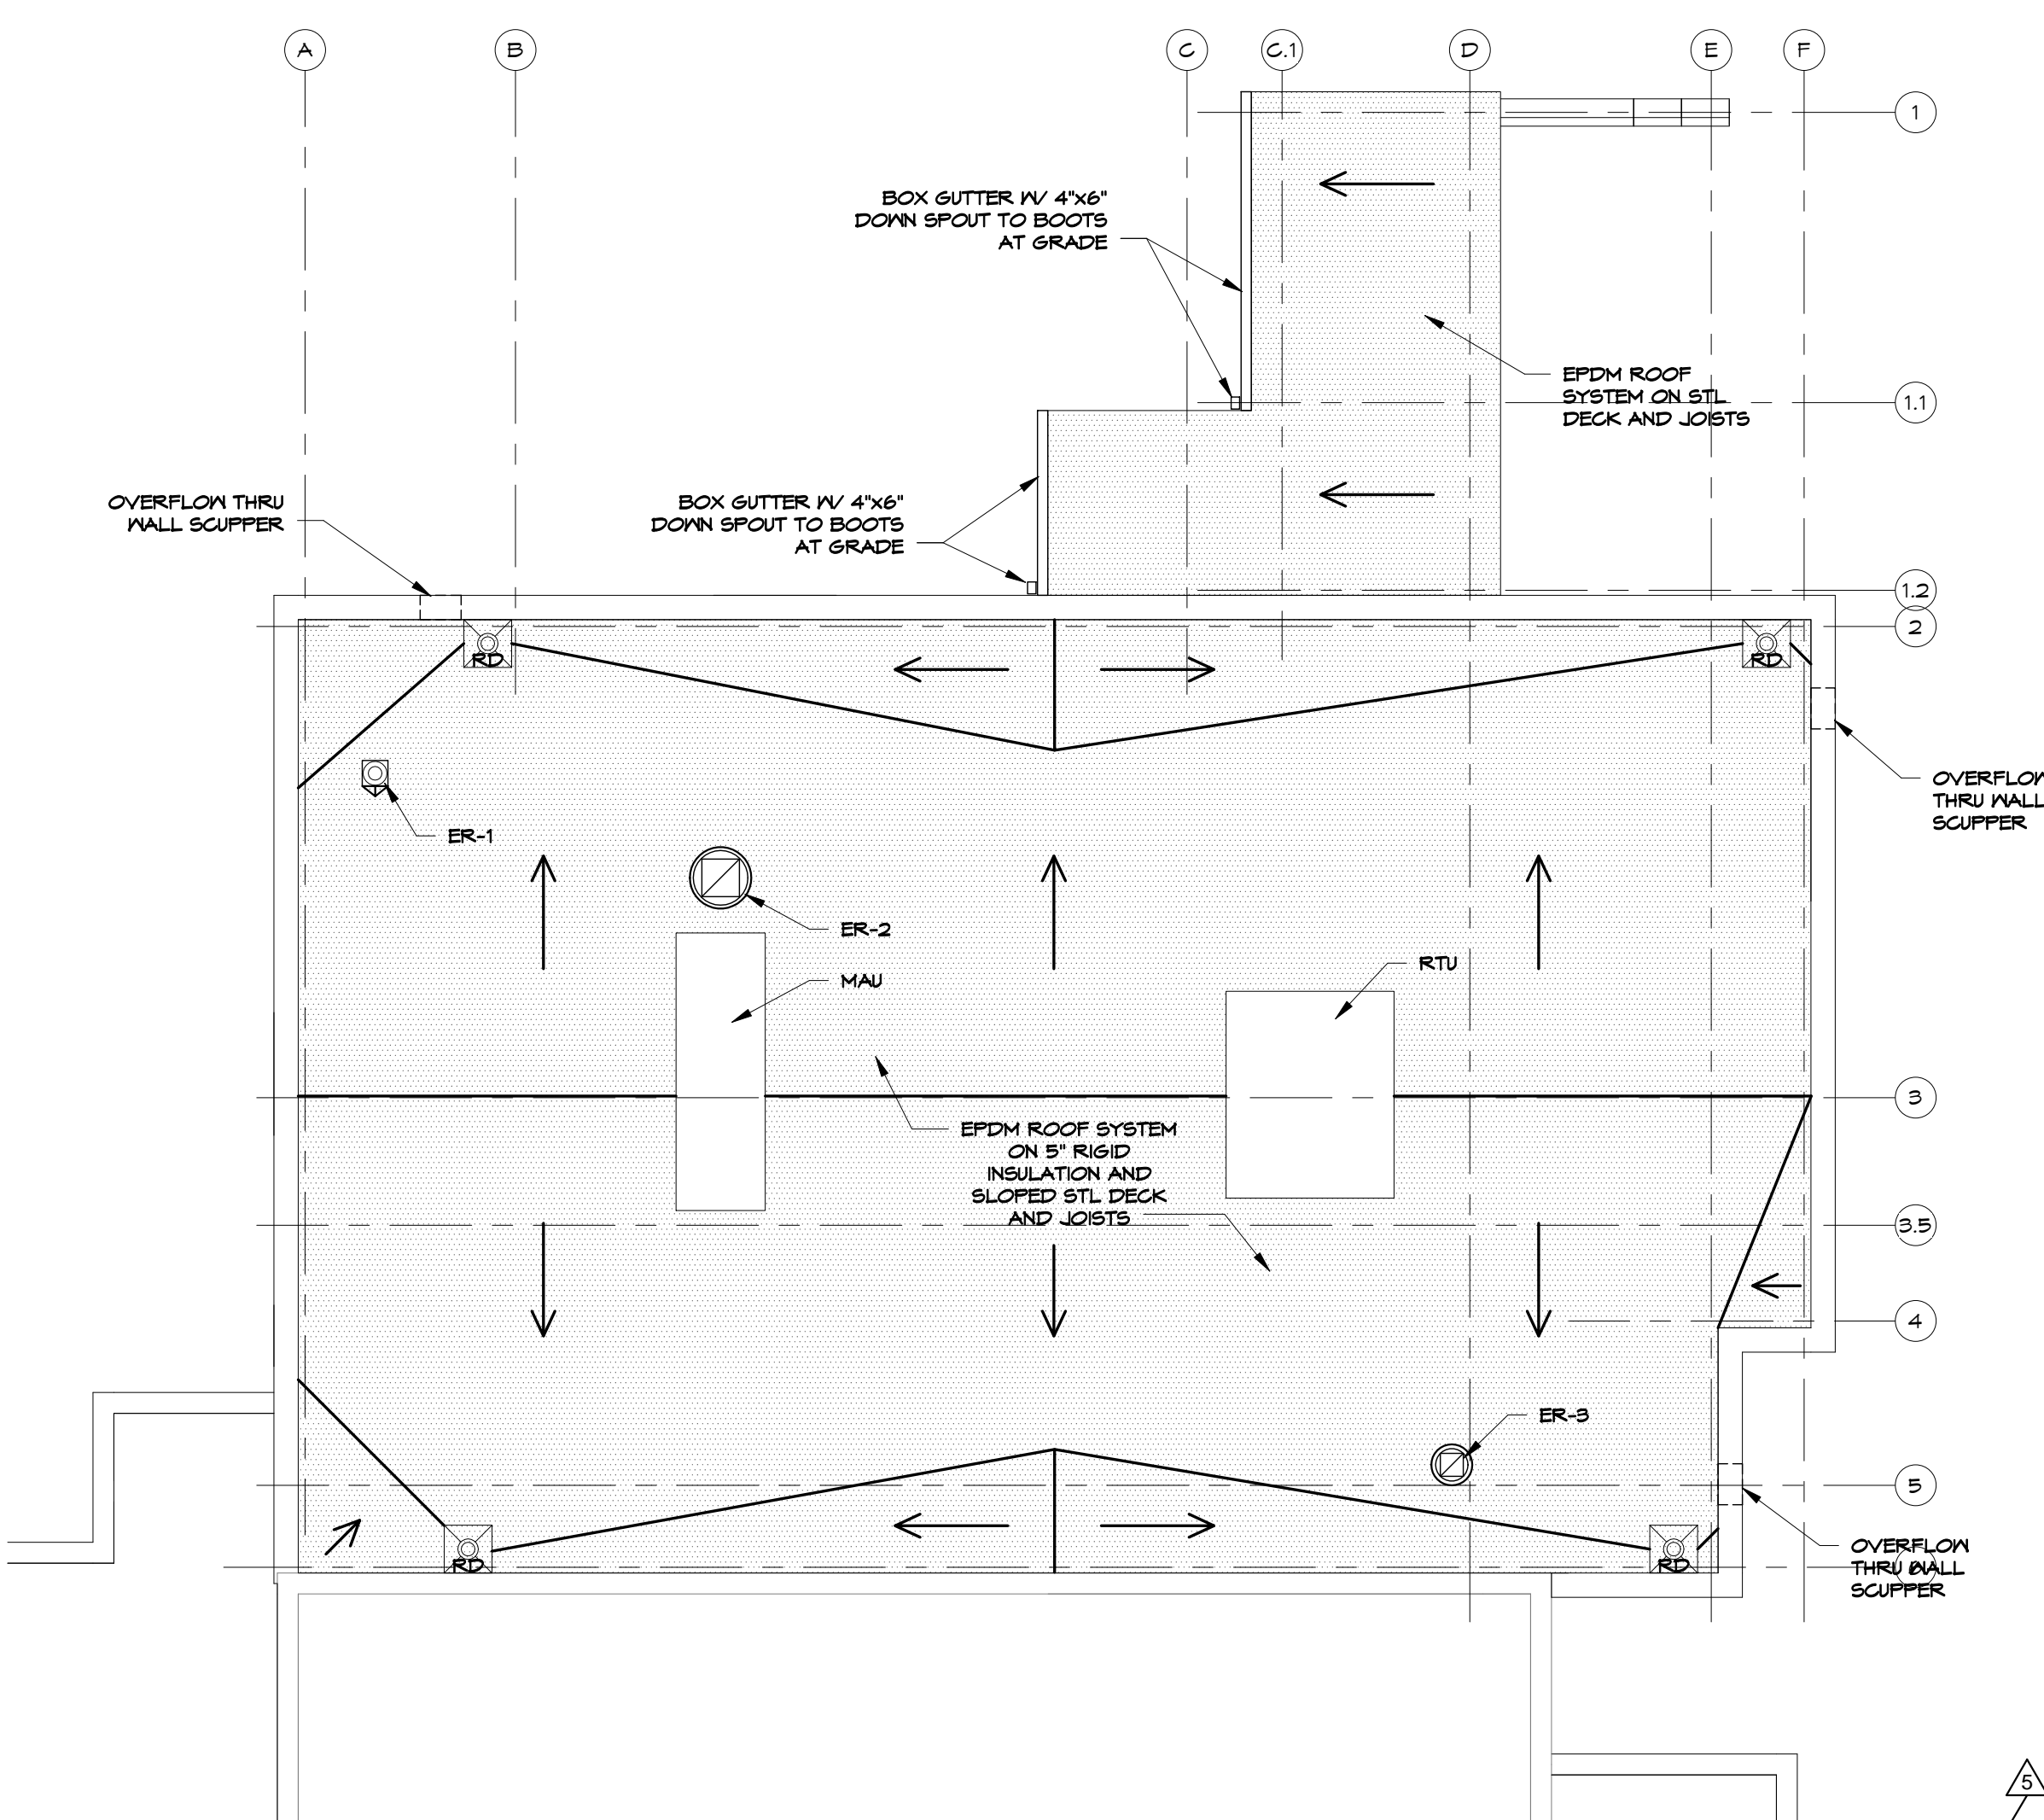 A
B
C
C.1
D
E
F
1
BOX GUTTER W/ 4"x6"
DOWN SPOUT TO BOOTS
AT GRADE
EPDM ROOF
SYSTEM ON STL
DECK AND JOISTS
1.1
OVERFLOW THRU
WALL SCUPPER
BOX GUTTER W/ 4"x6"
DOWN SPOUT TO BOOTS
AT GRADE
1.2
2
RD
RD
OVERFLOW
THRU WALL
SCUPPER
ER-1
ER-2
MAU
RTU
3
EPDM ROOF SYSTEM
ON 5" RIGID
INSULATION AND
SLOPED STL DECK
AND JOISTS
3.5
4
ER-3
5
OVERFLOW
THRU WALL
SCUPPER
RD
RD
5